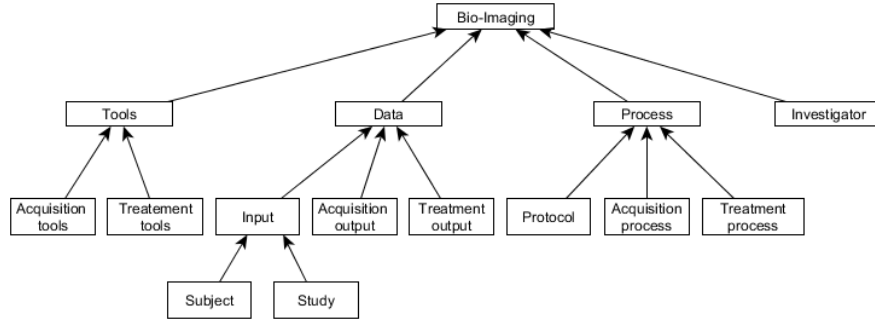 Bio-Imaging
Tools
Data
Process
Investigator
Acquisition
tools
Treatement
tools
Input
Acquisition
output
Treatment
output
Protocol
Acquisition
process
Treatment
process
Subject
Study